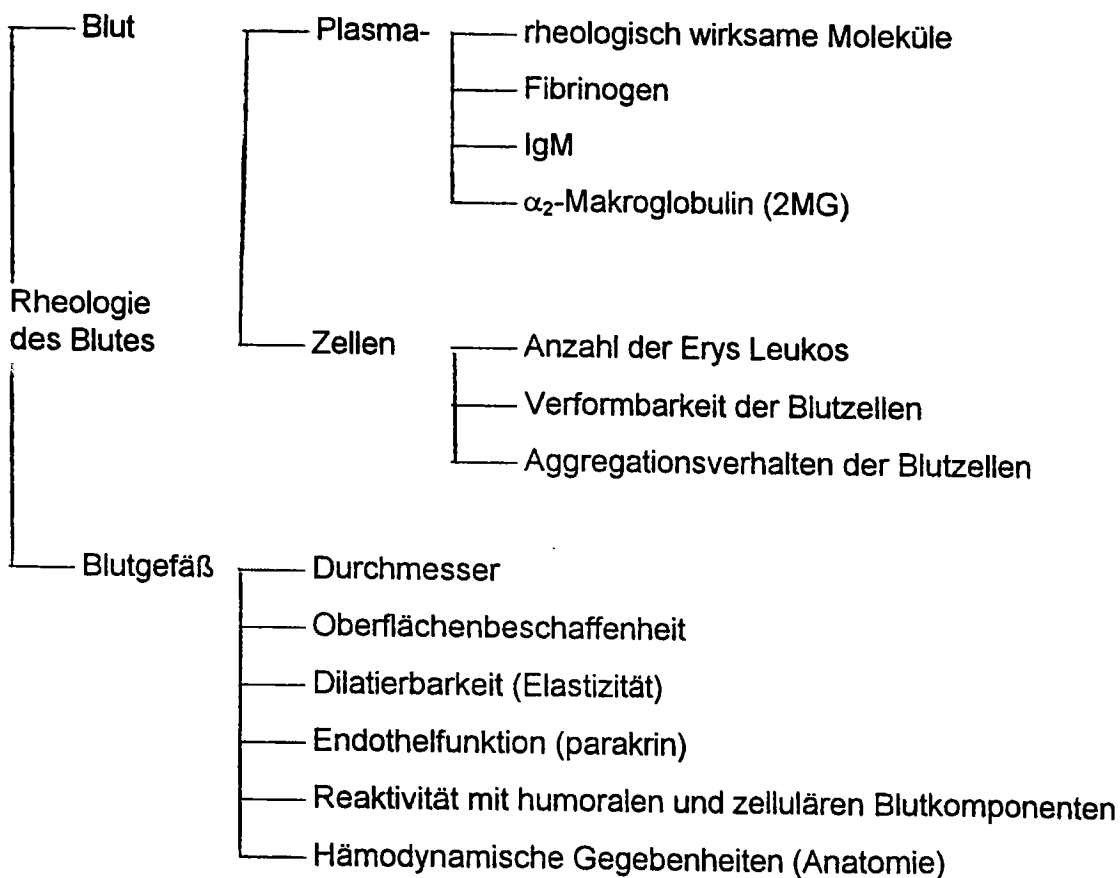 Blut
Plasma-
rheologisch wirksame Moleküle
Fibrinogen
IgM
α₂-Makroglobulin (2MG)
Rheologie
des Blutes
Zellen
Anzahl der Erys Leukos
Verformbarkeit der Blutzellen
Aggregationsverhalten der Blutzellen
Blutgefäß
Durchmesser
Oberflächenbeschaffenheit
Dilatierbarkeit (Elastizität)
Endothelfunktion (parakrin)
Reaktivität mit humoralen und zellulären Blutkomponenten
Hämodynamische Gegebenheiten (Anatomie)